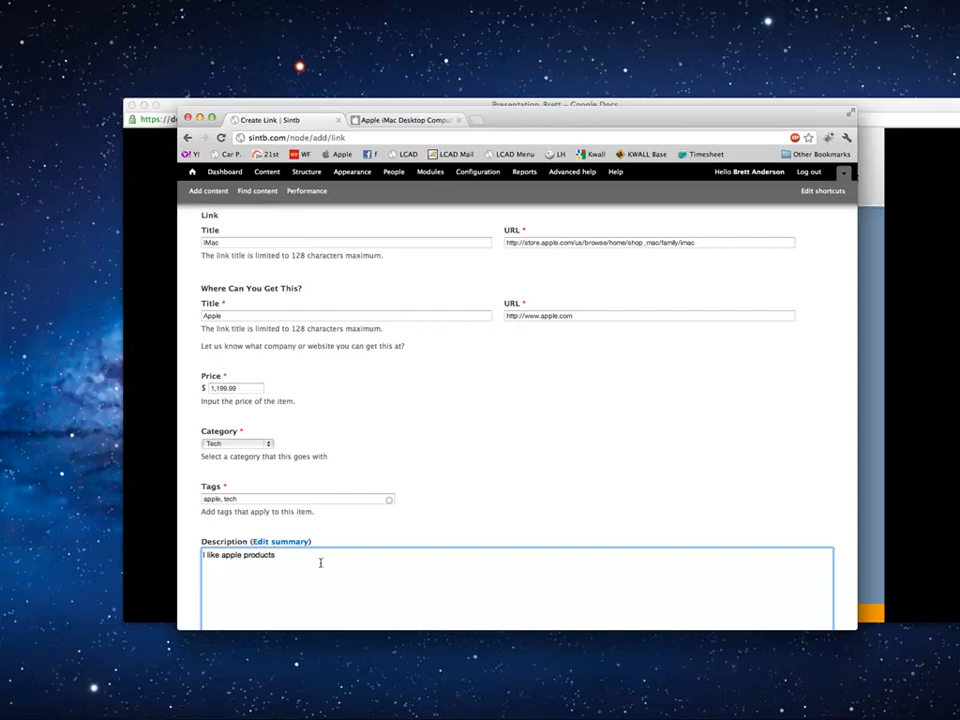 Presentation_Brett – Google Docs
https://d
Create Link | Sintb
Apple iMac Desktop Compu
sintb.com/node/add/link
Y!
Car P.
21st
WF
Apple
f
LCAD
LCAD Mail
LCAD Menu
LH
Kwall
KWALL Base
Timesheet
Other Bookmarks
Dashboard
Content
Structure
Appearance
People
Modules
Configuration
Reports
Advanced help
Help
Hello Brett Anderson
Log out
Add content
Find content
Performance
Edit shortcuts
Link
Title
URL *
IMac
http://store.apple.com/us/browse/home/shop_mac/family/imac
The link title is limited to 128 characters maximum.
Where Can You Get This?
Title *
URL *
Apple
http://www.apple.com
The link title is limited to 128 characters maximum.
Let us know what company or website you can get this at?
Price *
$ 1,199.99
Input the price of the item.
Category *
Tech
Select a category that this goes with
Tags *
apple, tech
Add tags that apply to this item.
Description (Edit summary)
I like apple products